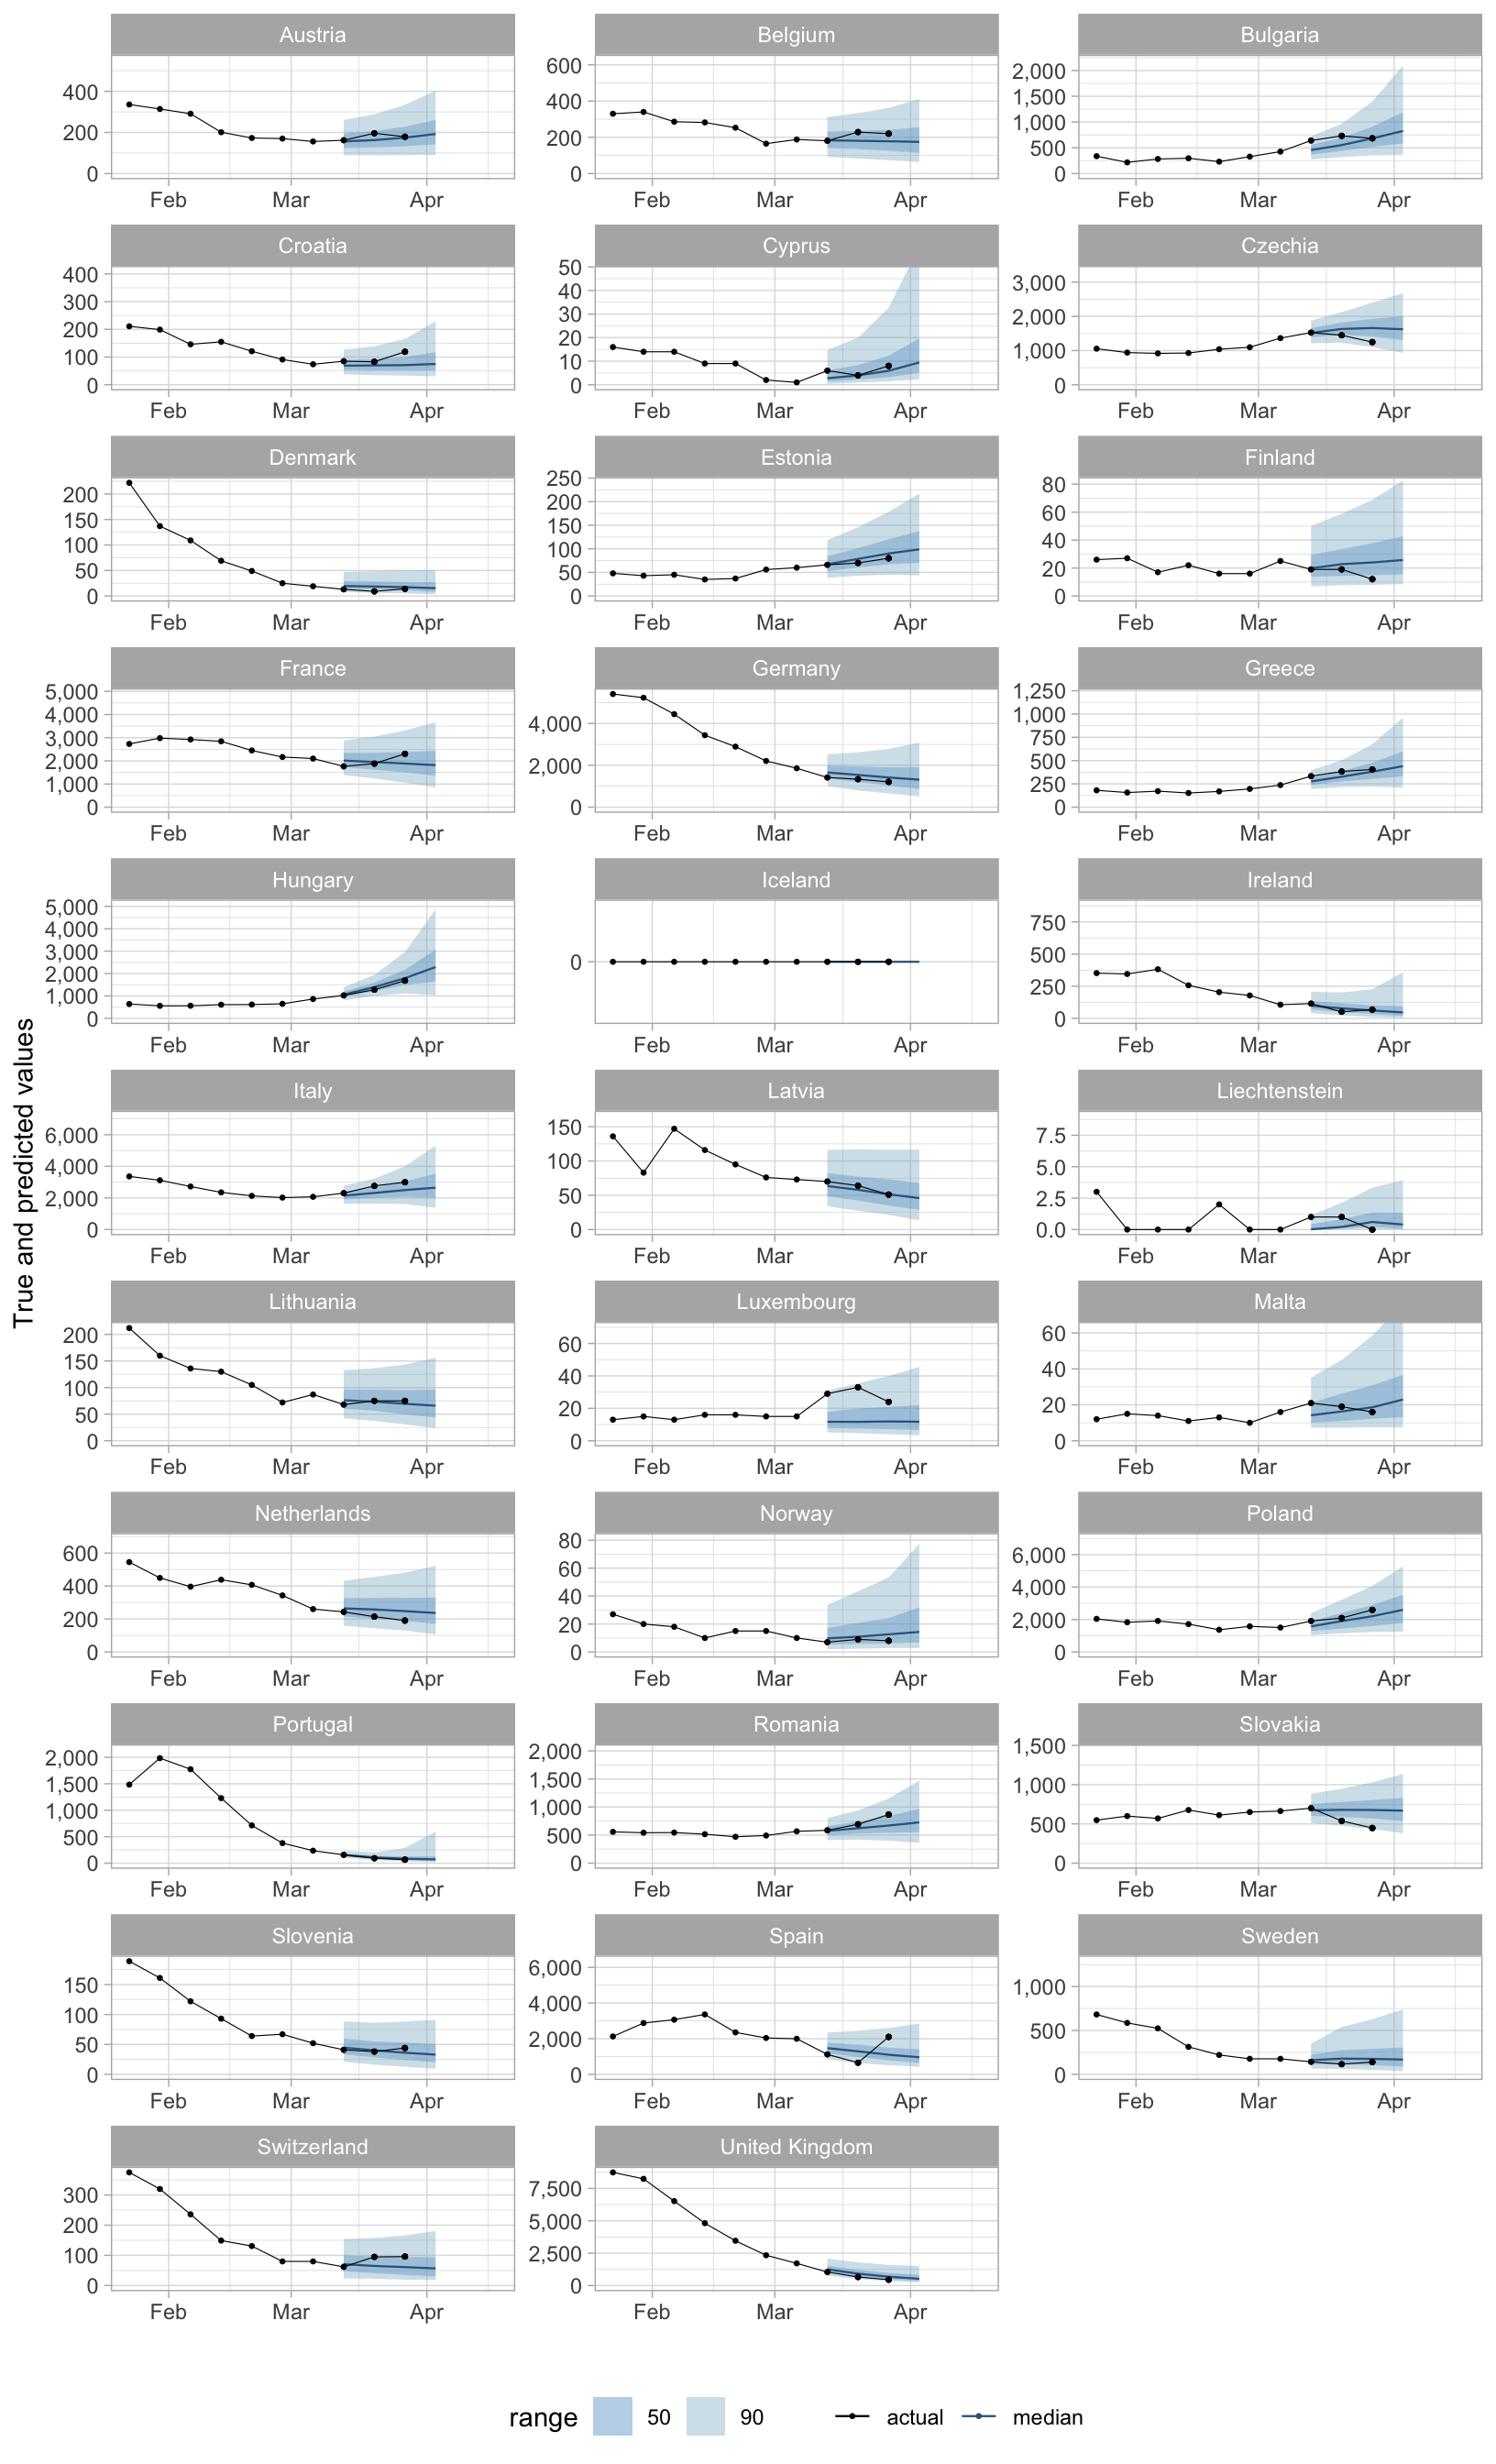 Austria Belgium Bulgaria
400 200 0 600 400 200 0 2,000 1,500 1,000 500 0
Feb Mar Apr Feb Mar Apr Feb Mar Apr
Croatia Cyprus Czechia
400 300 200 100 0 50 40 30 20 10 0 3,000 2,000 1,000 0
Feb Mar Apr Feb Mar Apr Feb Mar Apr
Denmark Estonia Finland
200 150 100 50 0 250 200 150 100 50 0 80 60 40 20 0
Feb Mar Apr Feb Mar Apr Feb Mar Apr
France Germany Greece
5,000 4,000 3,000 2,000 1,000 0 4,000 2,000 0 1,250 1,000 750 500 250 0
Feb Mar Apr Feb Mar Apr Feb Mar Apr
Hungary Iceland Ireland
5,000 4,000 3,000 2,000 1,000 0 0 750 500 250 0
Feb Mar Apr Feb Mar Apr Feb Mar Apr
True and predicted values
Italy Latvia Liechtenstein
6,000 4,000 2,000 0 150 100 50 0 7.5 5.0 2.5 0.0
Feb Mar Apr Feb Mar Apr Feb Mar Apr
Lithuania Luxembourg Malta
200 150 100 50 0 60 40 20 0 60 40 20 0
Feb Mar Apr Feb Mar Apr Feb Mar Apr
Netherlands Norway Poland
600 400 200 0 80 60 40 20 0 6,000 4,000 2,000 0
Feb Mar Apr Feb Mar Apr Feb Mar Apr
Portugal Romania Slovakia
2,000 1,500 1,000 500 0 2,000 1,500 1,000 500 0 1,500 1,000 500 0
Feb Mar Apr Feb Mar Apr Feb Mar Apr
Slovenia Spain Sweden
150 100 50 0 6,000 4,000 2,000 0 1,000 500 0
Feb Mar Apr Feb Mar Apr Feb Mar Apr
Switzerland United Kingdom
300 200 100 0 7,500 5,000 2,500 0
Feb Mar Apr Feb Mar Apr
range 50 90 actual median